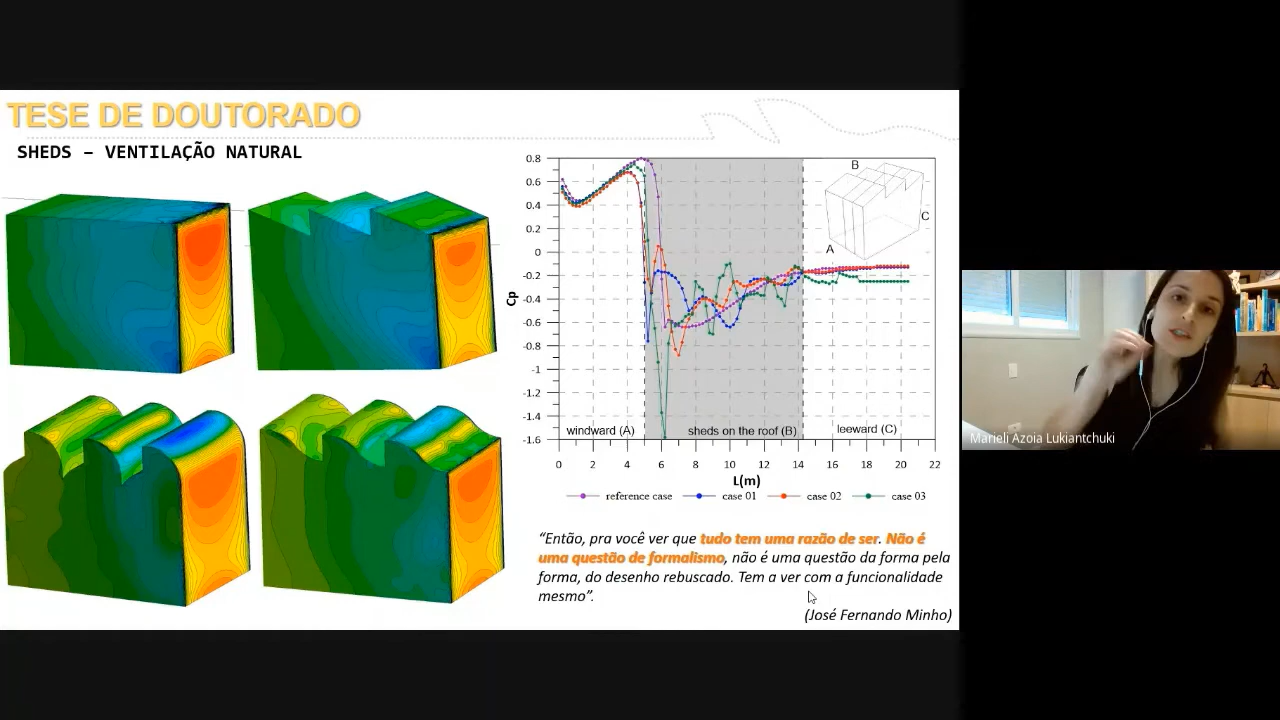 TESE DE DOUTORADO
SHEDS – VENTILAÇÃO NATURAL
0.8
0.6
0.4
0.2
0
-0.2
-0.4
-0.6
-0.8
-1
-1.2
-1.4
-1.6
Cp
B
C
A
windward (A)
sheds on the roof (B)
leeward (C)
0 2 4 6 8 10 12 14 16 18 20 22
L(m)
reference case case 01 case 02 case 03
“Então, pra você ver que tudo tem uma razão de ser. Não é
uma questão de formalismo, não é uma questão da forma pela
forma, do desenho rebuscado. Tem a ver com a funcionalidade
mesmo”.
(José Fernando Minho)
Marieli Azoia Lukiantchuki